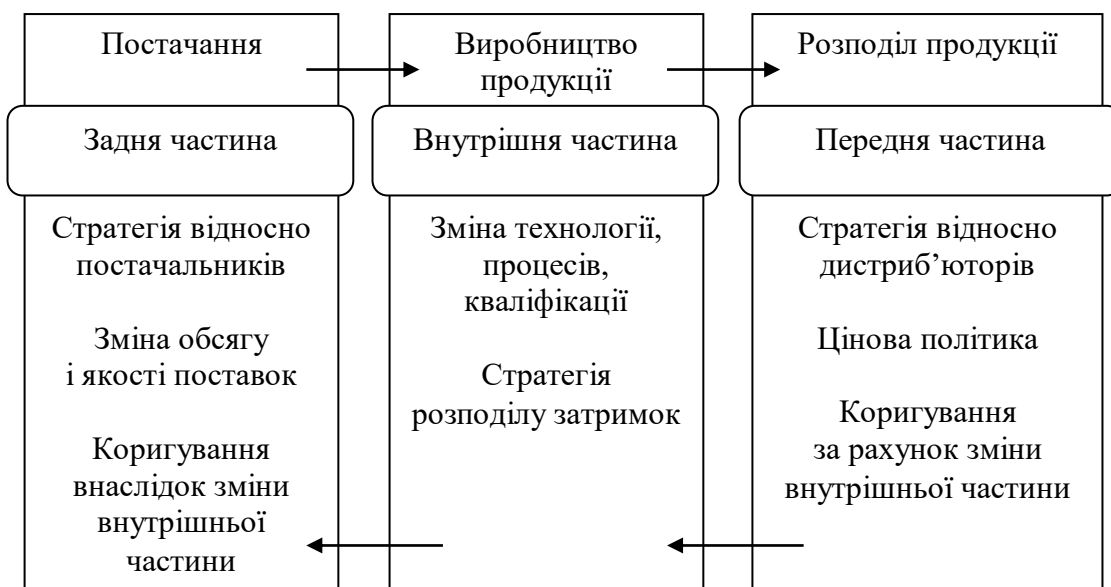 Постачання
Виробництво
продукції
Розподіл продукції
Задня частина
Внутрішня частина
Передня частина
Стратегія відносно
постачальників
Зміна обсягу
і якості поставок
Коригування
внаслідок зміни
внутрішньої
частини
Зміна технології,
процесів,
кваліфікації
Стратегія
розподілу затримок
Стратегія відносно
дистриб’юторів
Цінова політика
Коригування
за рахунок зміни
внутрішньої частини